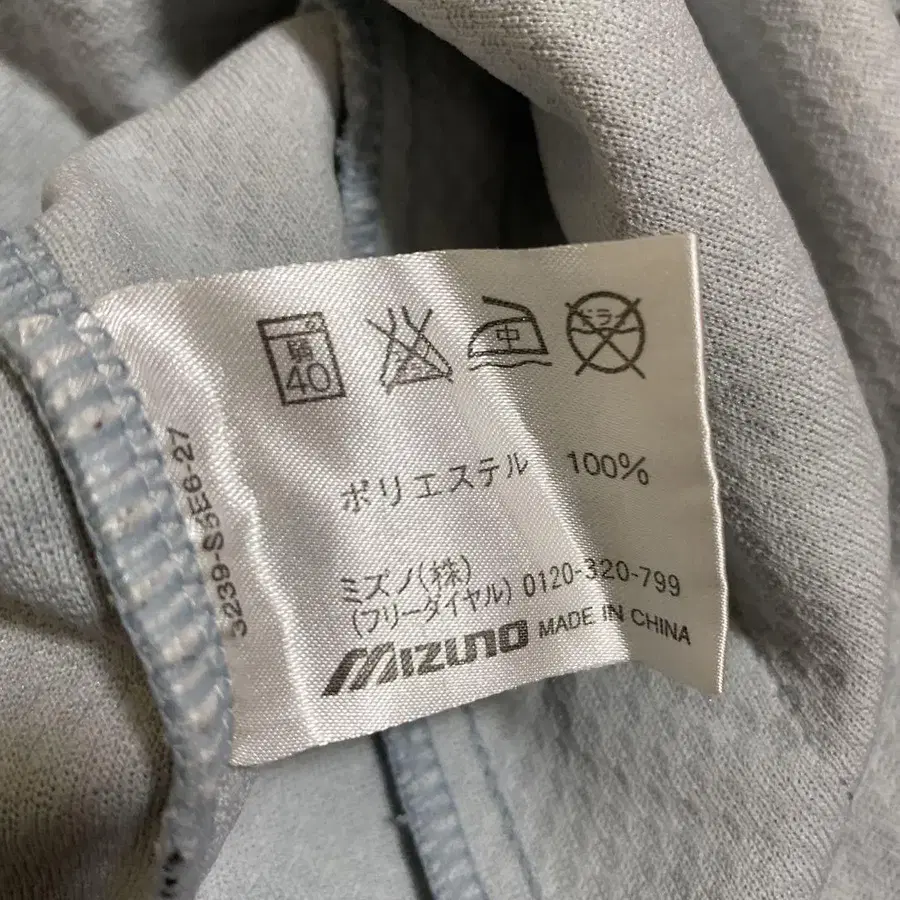 弱
40
中
ドライ
ポリエステル 100%
ミズノ(株)
(フリーダイヤル) 0120-320-799
MIZUNO MADE IN CHINA